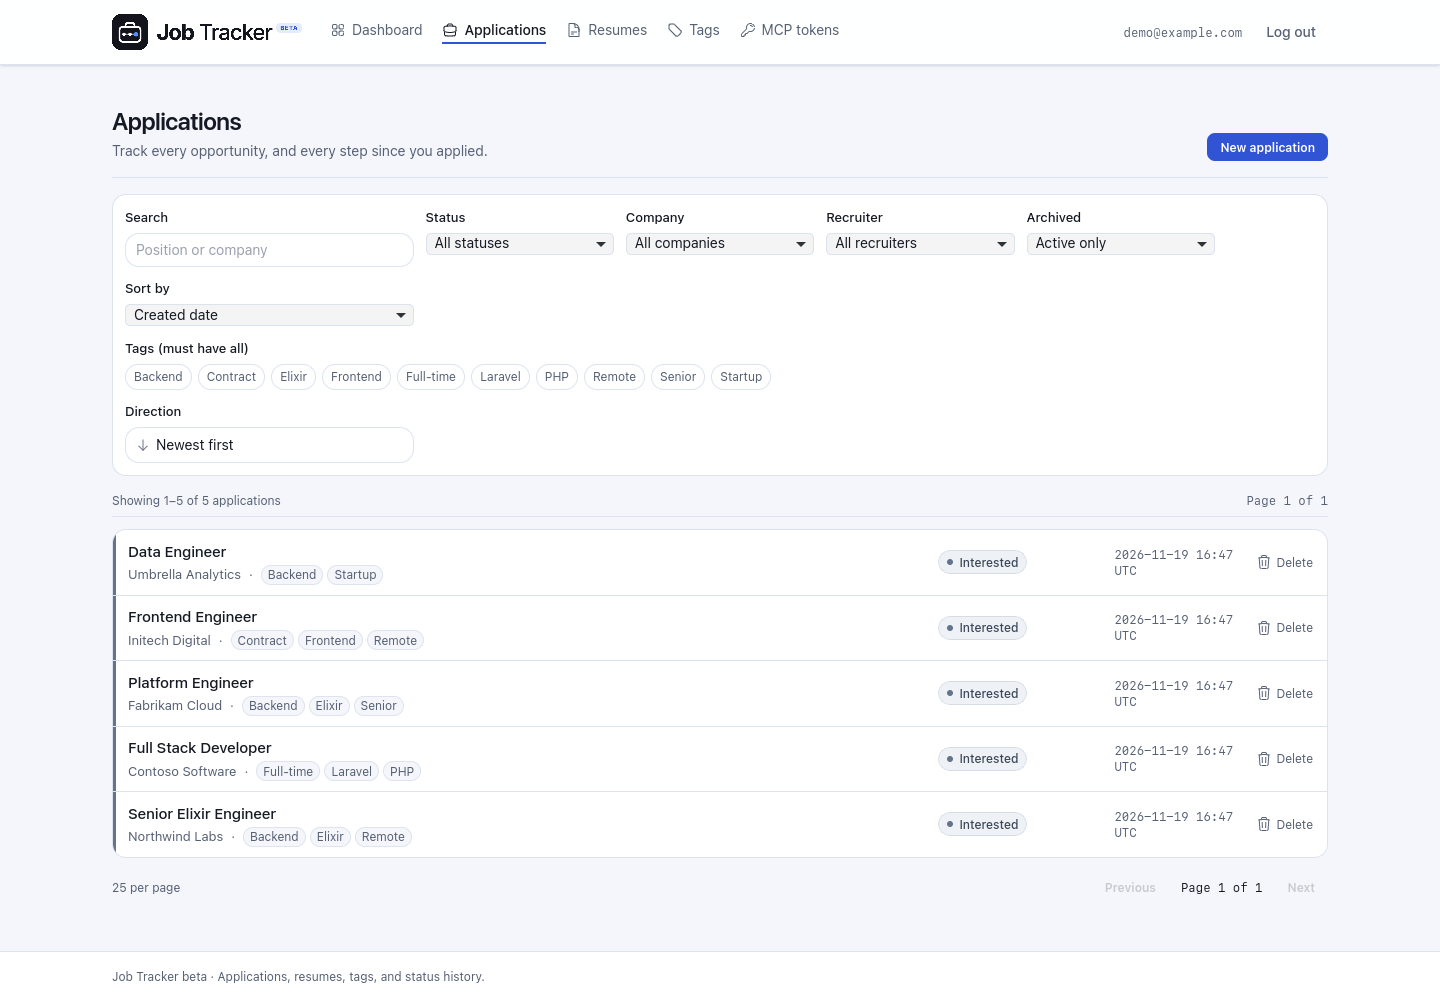 Job Tracker BETA Dashboard Applications Resumes Tags MCP tokens demo@example.com Log out
Applications
Track every opportunity, and every step since you applied.
New application
Search Status Company Recruiter Archived
Position or company All statuses All companies All recruiters Active only
Sort by
Created date
Tags (must have all)
Backend Contract Elixir Frontend Full-time Laravel PHP Remote Senior Startup
Direction
↓ Newest first
Showing 1–5 of 5 applications Page 1 of 1
Data Engineer
Umbrella Analytics · Backend Startup
Interested
2026-11-19 16:47
UTC
Delete
Frontend Engineer
Initech Digital · Contract Frontend Remote
Interested
2026-11-19 16:47
UTC
Delete
Platform Engineer
Fabrikam Cloud · Backend Elixir Senior
Interested
2026-11-19 16:47
UTC
Delete
Full Stack Developer
Contoso Software · Full-time Laravel PHP
Interested
2026-11-19 16:47
UTC
Delete
Senior Elixir Engineer
Northwind Labs · Backend Elixir Remote
Interested
2026-11-19 16:47
UTC
Delete
25 per page Previous Page 1 of 1 Next
Job Tracker beta · Applications, resumes, tags, and status history.